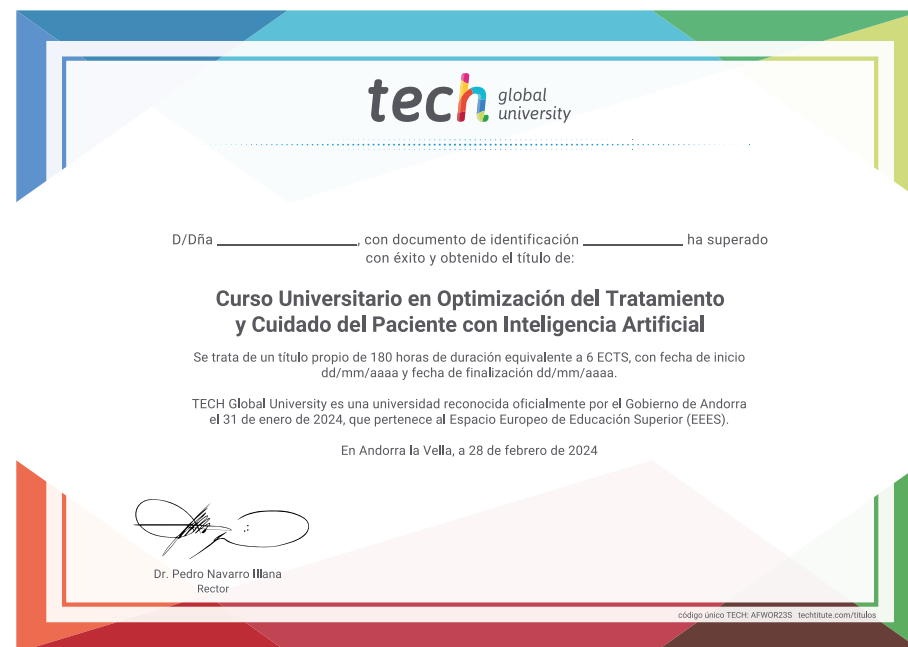 tech global university
D/Dña ________________, con documento de identificación ____________ ha superado
con éxito y obtenido el título de:
Curso Universitario en Optimización del Tratamiento
y Cuidado del Paciente con Inteligencia Artificial
Se trata de un título propio de 180 horas de duración equivalente a 6 ECTS, con fecha de inicio
dd/mm/aaaa y fecha de finalización dd/mm/aaaa.
TECH Global University es una universidad reconocida oficialmente por el Gobierno de Andorra
el 31 de enero de 2024, que pertenece al Espacio Europeo de Educación Superior (EEES).
En Andorra la Vella, a 28 de febrero de 2024
Dr. Pedro Navarro Illana
Rector
código único TECH: AFWOR23S techtitute.com/titulos